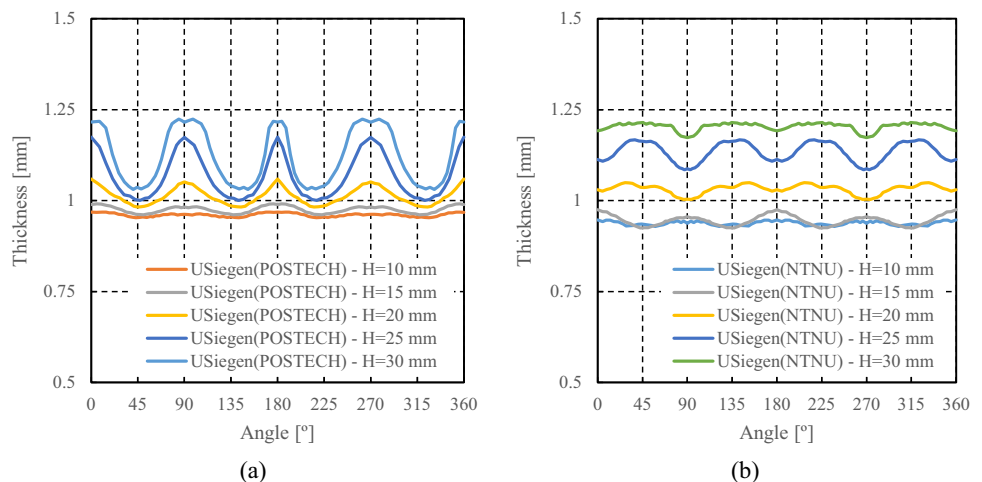 1.5
1.25
1
0.75
0.5
Thickness [mm]
USiegen(POSTECH) - H=10 mm
USiegen(POSTECH) - H=15 mm
USiegen(POSTECH) - H=20 mm
USiegen(POSTECH) - H=25 mm
USiegen(POSTECH) - H=30 mm
0 45 90 135 180 225 270 315 360
Angle [º]
(a)
1.5
1.25
1
0.75
0.5
Thickness [mm]
USiegen(NTNU) - H=10 mm
USiegen(NTNU) - H=15 mm
USiegen(NTNU) - H=20 mm
USiegen(NTNU) - H=25 mm
USiegen(NTNU) - H=30 mm
0 45 90 135 180 225 270 315 360
Angle [º]
(b)